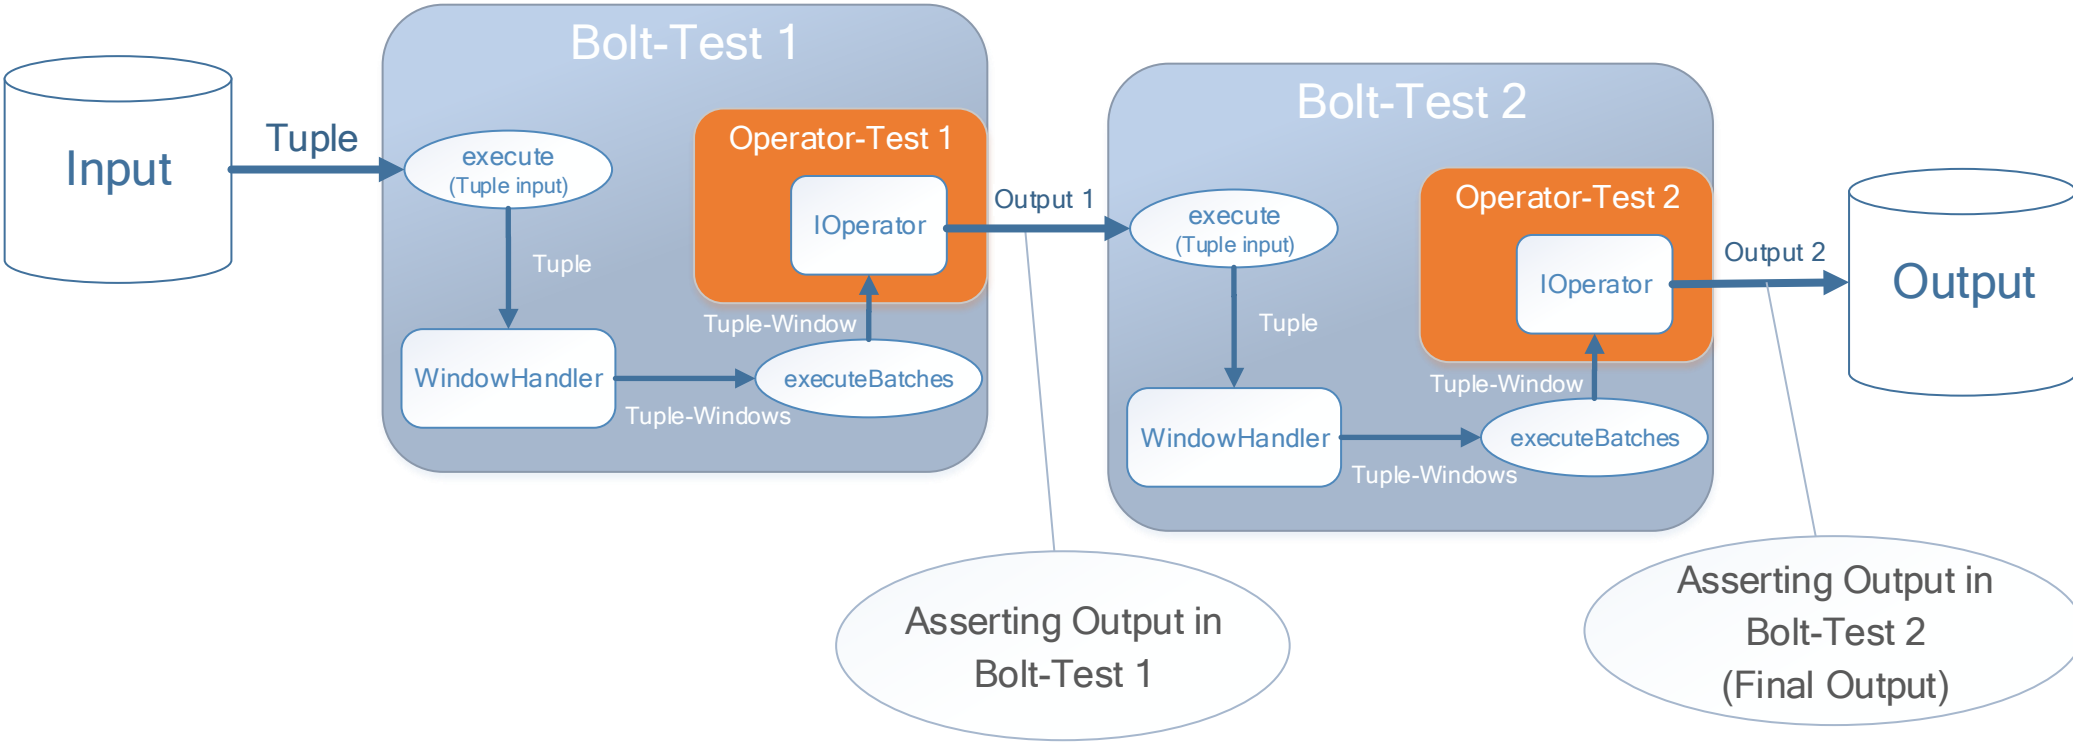 Input
Tuple
Bolt-Test 1
execute
(Tuple input)
Tuple
WindowHandler
Tuple-Windows
executeBatches
Tuple-Window
Operator-Test 1
IOperator
Output 1
Bolt-Test 2
execute
(Tuple input)
Tuple
WindowHandler
Tuple-Windows
executeBatches
Tuple-Window
Operator-Test 2
IOperator
Output 2
Output
Asserting Output in
Bolt-Test 1
Asserting Output in
Bolt-Test 2
(Final Output)